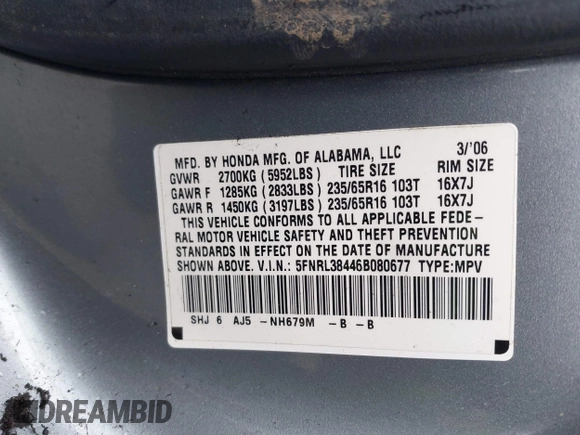 MFD. BY HONDA MFG. OF ALABAMA, LLC 3/'06
GVWR 2700KG (5952LBS) TIRE SIZE RIM SIZE
GAWR F 1285KG (2833LBS) 235/65R16 103T 16X7J
GAWR R 1450KG (3197LBS) 235/65R16 103T 16X7J
THIS VEHICLE CONFORMS TO ALL APPLICABLE FEDE-
RAL MOTOR VEHICLE SAFETY AND THEFT PREVENTION
STANDARDS IN EFFECT ON THE DATE OF MANUFACTURE
SHOWN ABOVE. V.I.N.: 5FNRL38446B080677 TYPE:MPV
SHJ 6 AJ5 -NH679M -B -B
DREAMBID